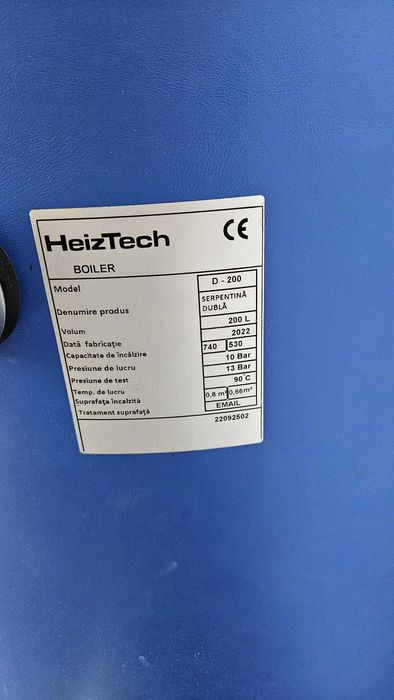 HeizTech CE
BOILER
Model D - 200
Denumire produs SERPENTINĂ DUBLĂ
Volum 200 L
Dată fabricație 2022
Capacitate de încălzire 740 530
Presiune de lucru 10 Bar
Presiune de test 13 Bar
Temp. de lucru 90 C
Suprafața încalzită 0,8 m² 0,66m²
Tratament suprafață EMAIL
22092502